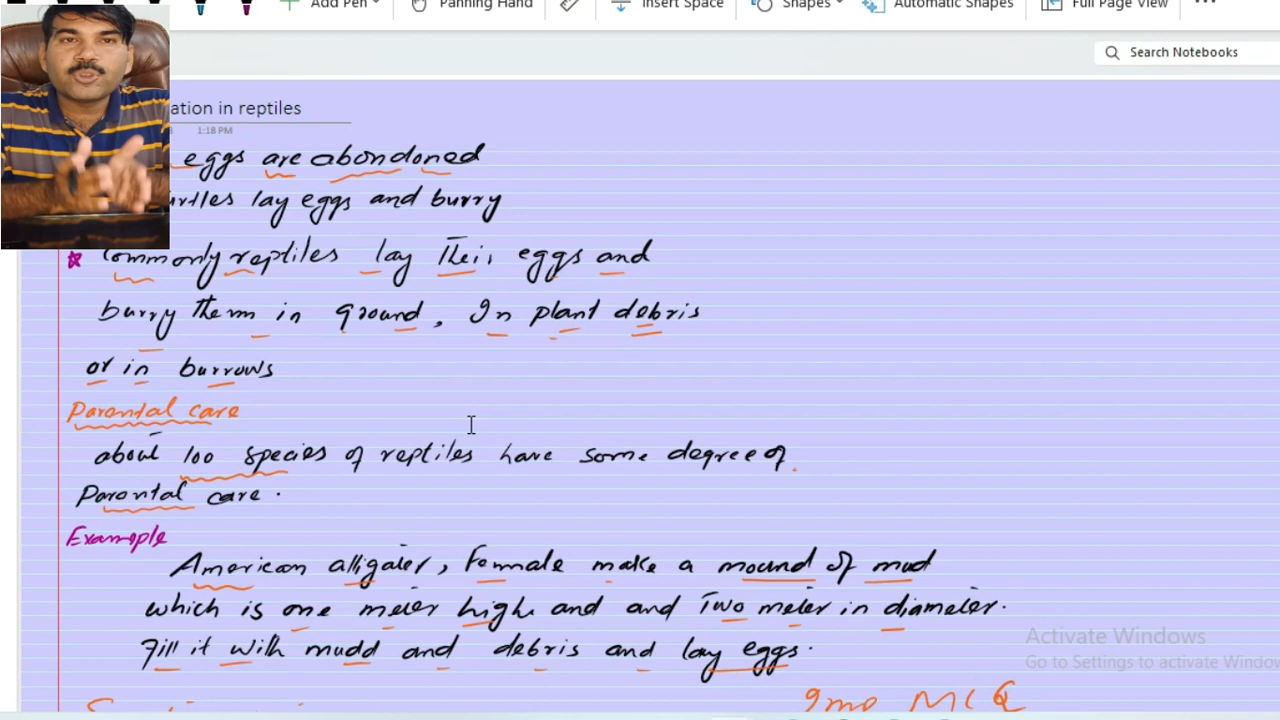 Add Pen
Panning Hand
Insert Space
Shapes
Automatic Shapes
Full Page View
Search Notebooks
ation in reptiles
1:18 PM
eggs are abondoned
urtles lay eggs and burry
commonly reptiles lay their eggs and
burry them in ground, In plant debris
or in burrows
Parental care
about 100 species of reptiles have some degree of
Parental care.
Example
American alligater, Female make a mound of mud
which is one meter high and and Two meter in diameter.
Fill it with mudd and debris and lay eggs.
Activate Windows
Go to Settings to activate Window
MCQ